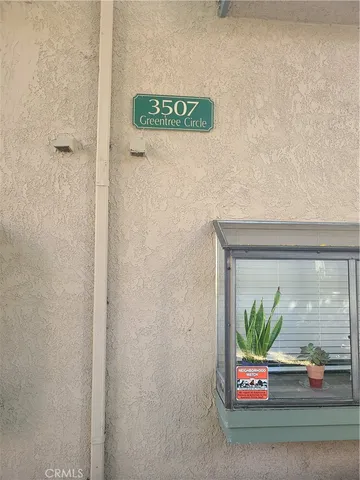 3507
Greentree Circle
NEIGHBORHOOD
WATCH
CRMLS